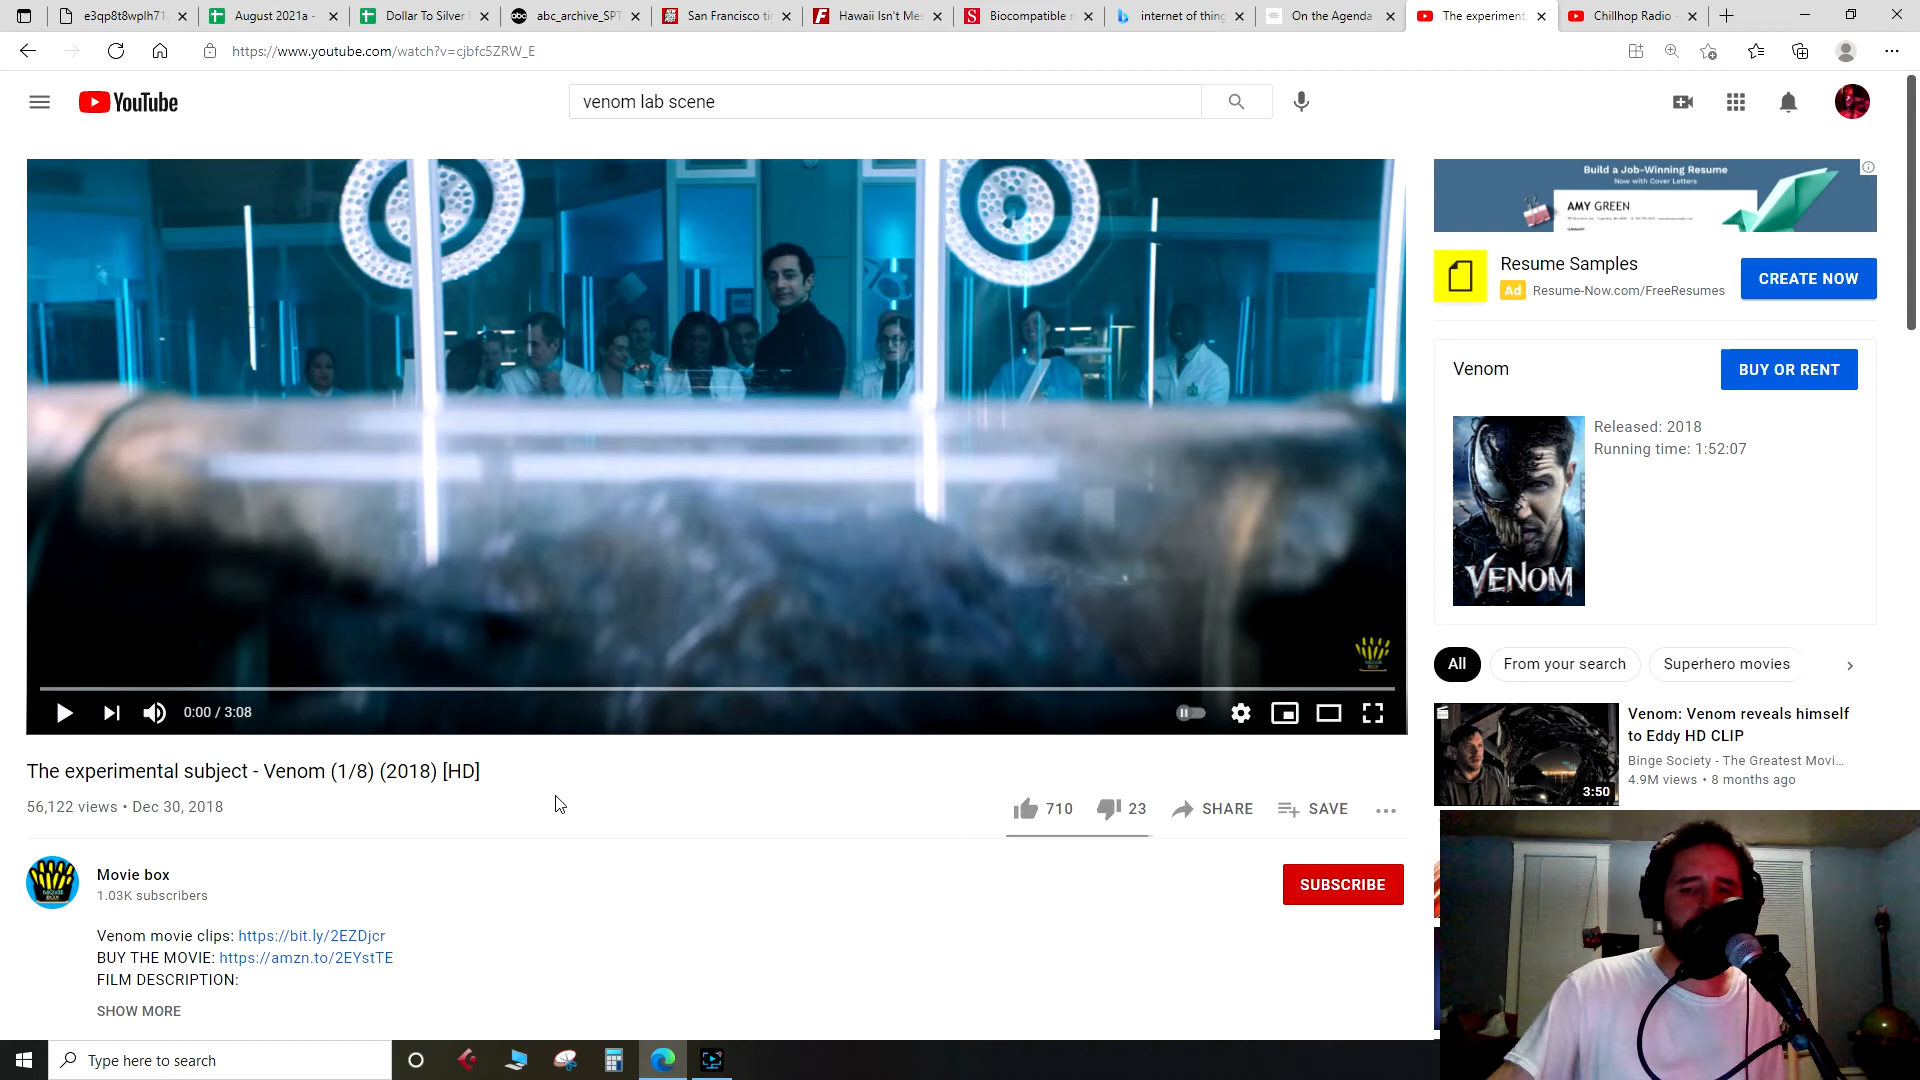 e3qp8t8wplh71
August 2021a -
Dollar To Silver
abc_archive_SPT
San Francisco ti
Hawaii Isn't Me
Biocompatible
internet of thing
On the Agenda
The experiment
Chillhop Radio
https://www.youtube.com/watch?v=cjbfc5ZRW_E
YouTube
venom lab scene
Build a Job-Winning Resume
Now with Cover Letters
AMY GREEN
Resume Samples
Ad Resume-Now.com/FreeResumes
CREATE NOW
Venom
BUY OR RENT
Released: 2018
Running time: 1:52:07
VENOM
All
From your search
Superhero movies
0:00 / 3:08
Venom: Venom reveals himself
to Eddy HD CLIP
Binge Society - The Greatest Movi...
4.9M views • 8 months ago
3:50
The experimental subject - Venom (1/8) (2018) [HD]
56,122 views • Dec 30, 2018
710
23
SHARE
SAVE
Movie box
1.03K subscribers
SUBSCRIBE
Venom movie clips: https://bit.ly/2EZDjcr
BUY THE MOVIE: https://amzn.to/2EYstTE
FILM DESCRIPTION:
SHOW MORE
Type here to search